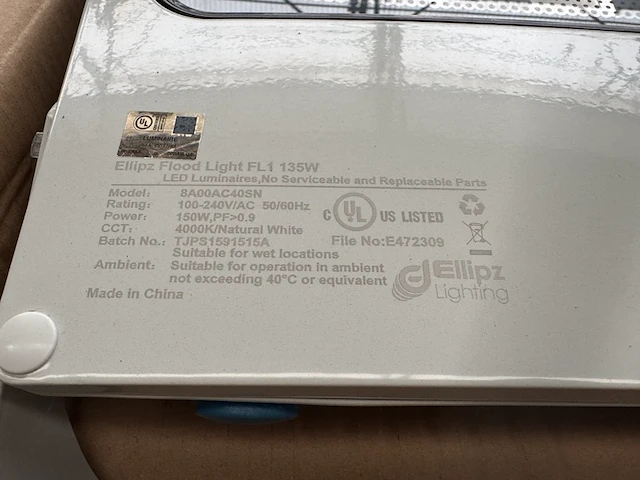 UL
LUMINAIRE
Ellipz Flood Light FL1 135W
LED Luminaires,No Serviceable and Replaceable Parts
Model: 8A00AC40SN
Rating: 100-240V/AC 50/60Hz
Power: 150W,PF>0.9
CCT: 4000K/Natural White
Batch No.: TJPS1591515A
Suitable for wet locations
Ambient: Suitable for operation in ambient
not exceeding 40°C or equivalent
Made in China
C UL US LISTED
File No:E472309
Ellipz
Lighting